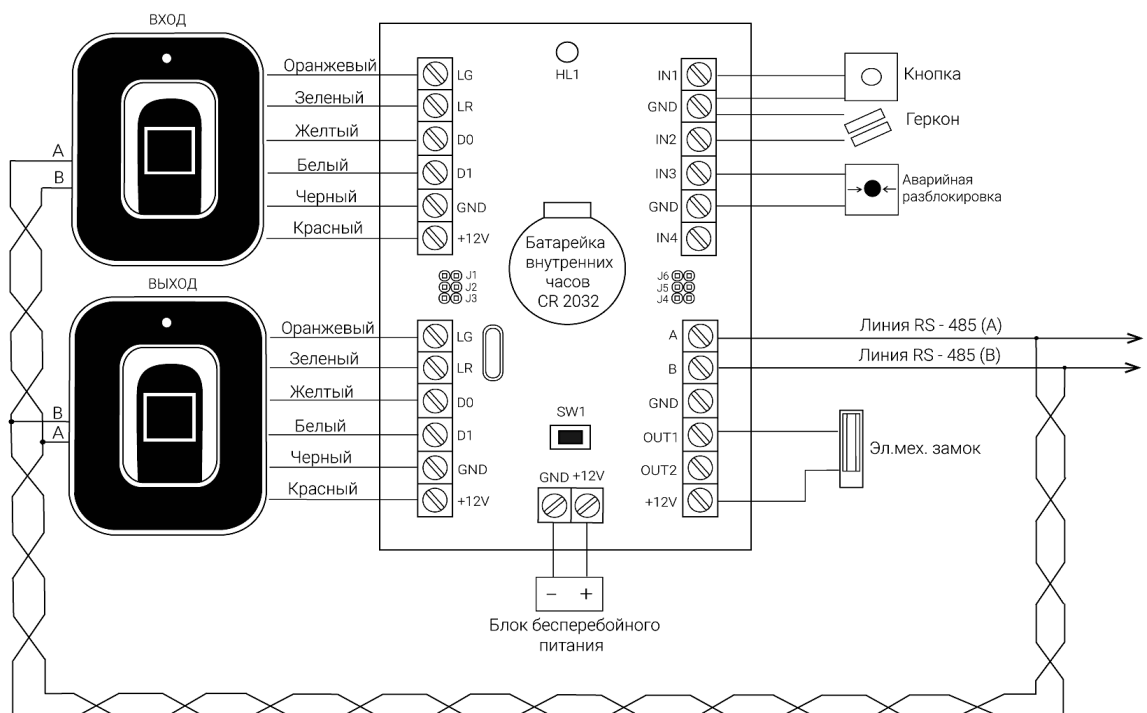 ВХОД
A
B
Оранжевый
Зеленый
Желтый
Белый
Черный
Красный
LG
LR
D0
D1
GND
+12V
HL1
IN1
GND
IN2
IN3
GND
IN4
Кнопка
Геркон
Аварийная
разблокировка
Батарейка
внутренних
часов
CR 2032
J1
J2
J3
J6
J5
J4
ВЫХОД
B
A
Оранжевый
Зеленый
Желтый
Белый
Черный
Красный
LG
LR
D0
D1
GND
+12V
SW1
GND +12V
A
B
GND
OUT1
OUT2
+12V
Линия RS - 485 (A)
Линия RS - 485 (B)
Эл.мех. замок
– +
Блок бесперебойного
питания